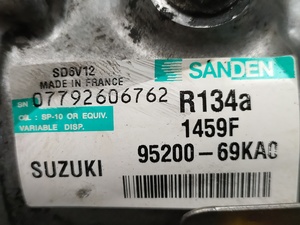 SD6V12
MADE IN FRANCE
SANDEN
SN 07792606762
R134a
OIL : SP-10 OR EQUIV.
VARIABLE DISP.
1459F
SUZUKI
95200-69KA0